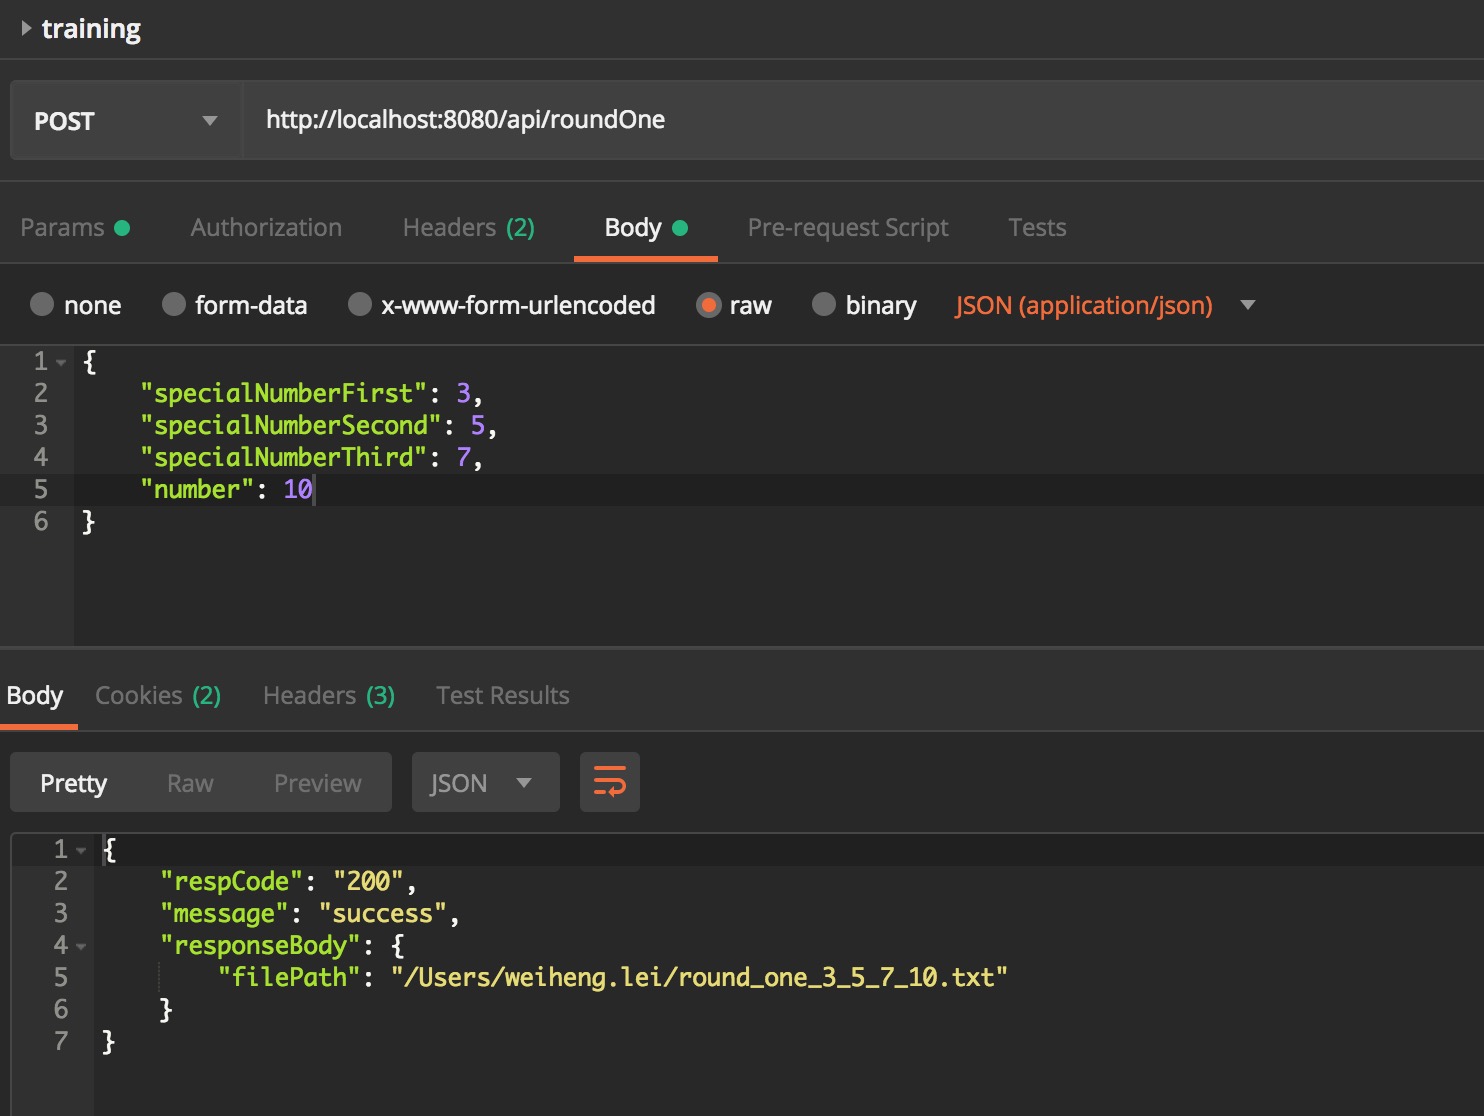 training
POST http://localhost:8080/api/roundOne
Params Authorization Headers (2) Body Pre-request Script Tests
none form-data x-www-form-urlencoded raw binary JSON (application/json)
1 {
2 "specialNumberFirst": 3,
3 "specialNumberSecond": 5,
4 "specialNumberThird": 7,
5 "number": 10
6 }
Body Cookies (2) Headers (3) Test Results
Pretty Raw Preview JSON
1 {
2 "respCode": "200",
3 "message": "success",
4 "responseBody": {
5 "filePath": "/Users/weiheng.lei/round_one_3_5_7_10.txt"
6 }
7 }